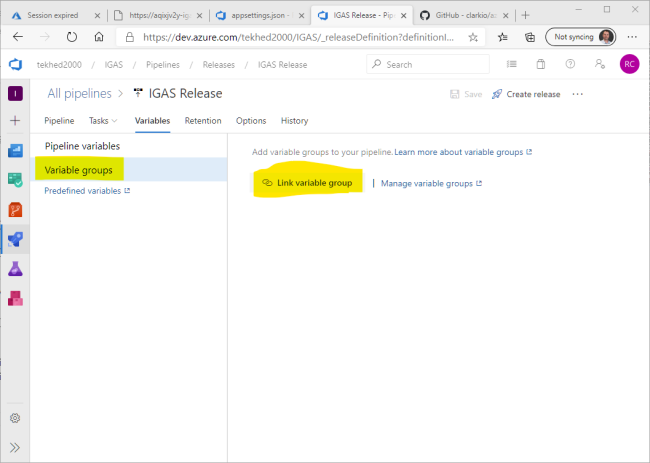 Session expired
https://aqixjv2y-ig
appsettings.json -
IGAS Release - Pip
GitHub - clarkio/az
https://dev.azure.com/tekhed2000/IGAS/_releaseDefinition?definitionI...
Not syncing
tekhed2000 / IGAS / Pipelines / Releases / IGAS Release
Search
RC
I
All pipelines > IGAS Release
Save
Create release
...
Pipeline Tasks Variables Retention Options History
Pipeline variables
Variable groups
Predefined variables
Add variable groups to your pipeline. Learn more about variable groups
Link variable group | Manage variable groups